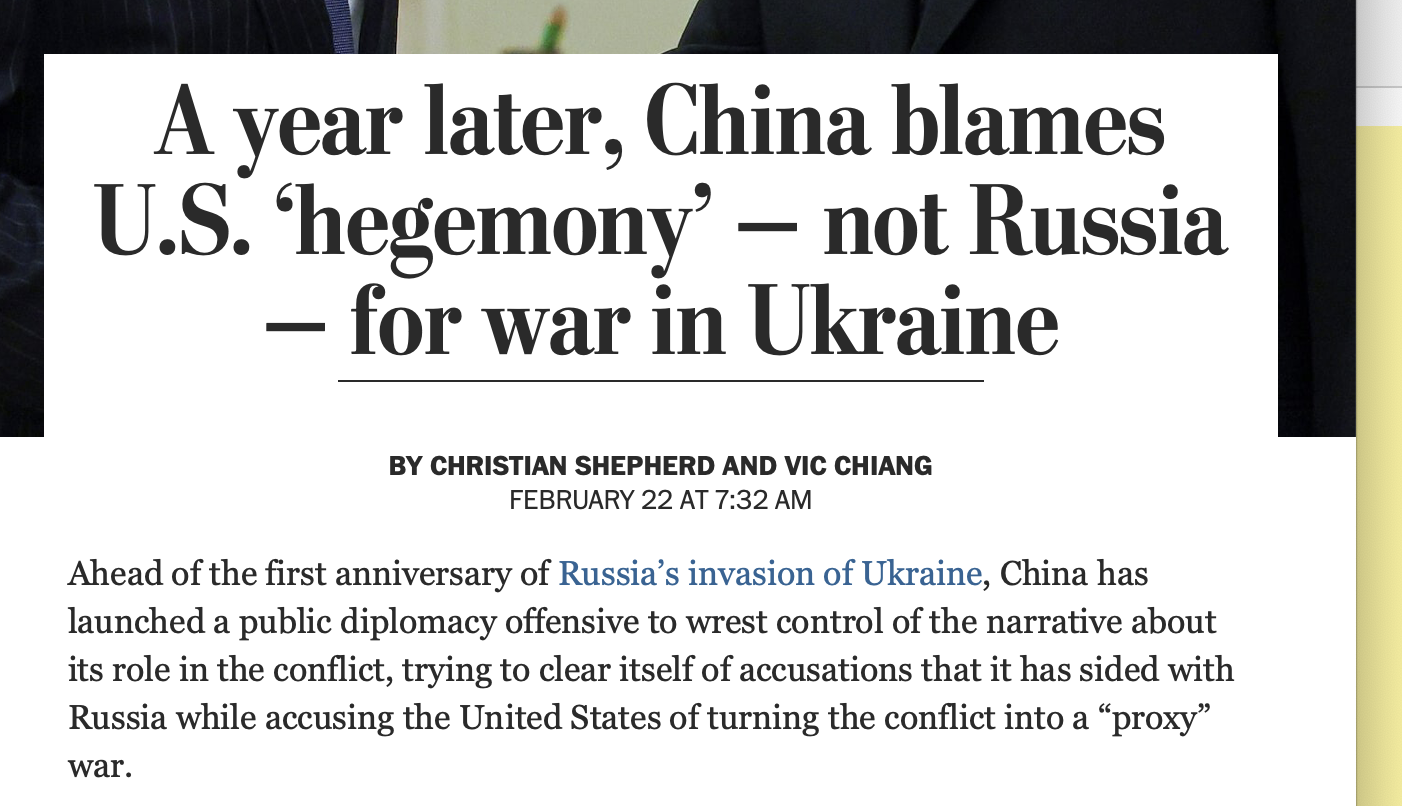 A year later, China blames
U.S. ‘hegemony’ — not Russia
— for war in Ukraine
BY CHRISTIAN SHEPHERD AND VIC CHIANG
FEBRUARY 22 AT 7:32 AM
Ahead of the first anniversary of Russia’s invasion of Ukraine, China has
launched a public diplomacy offensive to wrest control of the narrative about
its role in the conflict, trying to clear itself of accusations that it has sided with
Russia while accusing the United States of turning the conflict into a “proxy”
war.